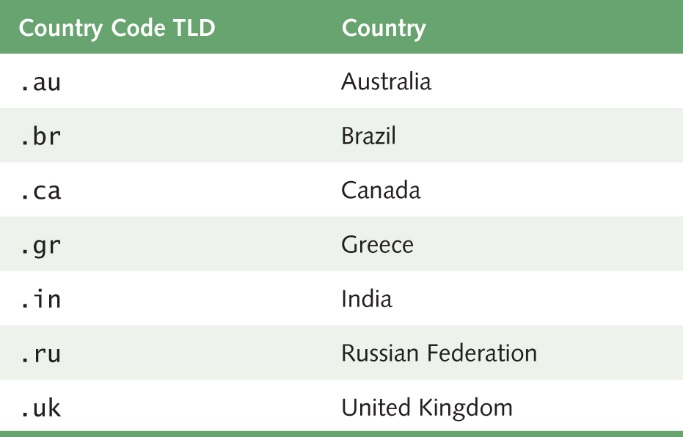 Country Code TLD Country
.au Australia
.br Brazil
.ca Canada
.gr Greece
.in India
.ru Russian Federation
.uk United Kingdom